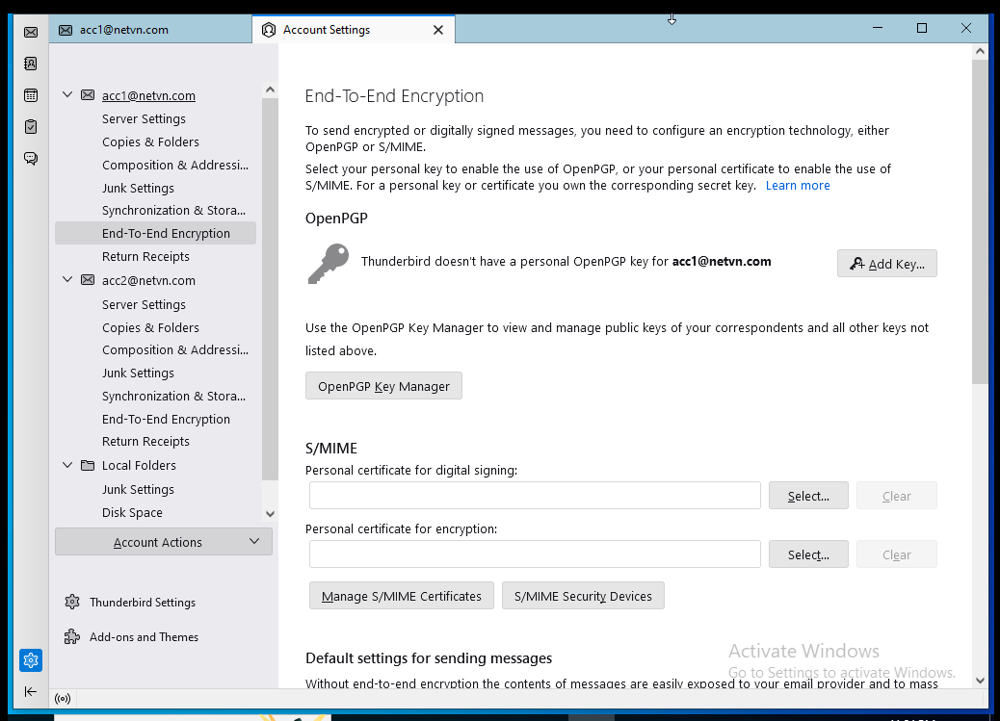 acc1@netvn.com
Account Settings
acc1@netvn.com
Server Settings
Copies & Folders
Composition & Addressi...
Junk Settings
Synchronization & Stora...
End-To-End Encryption
Return Receipts
acc2@netvn.com
Server Settings
Copies & Folders
Composition & Addressi...
Junk Settings
Synchronization & Stora...
End-To-End Encryption
Return Receipts
Local Folders
Junk Settings
Disk Space
Account Actions
Thunderbird Settings
Add-ons and Themes
End-To-End Encryption
To send encrypted or digitally signed messages, you need to configure an encryption technology, either
OpenPGP or S/MIME.
Select your personal key to enable the use of OpenPGP, or your personal certificate to enable the use of
S/MIME. For a personal key or certificate you own the corresponding secret key. Learn more
OpenPGP
Thunderbird doesn't have a personal OpenPGP key for acc1@netvn.com
Add Key...
Use the OpenPGP Key Manager to view and manage public keys of your correspondents and all other keys not
listed above.
OpenPGP Key Manager
S/MIME
Personal certificate for digital signing:
Select... Clear
Personal certificate for encryption:
Select... Clear
Manage S/MIME Certificates S/MIME Security Devices
Default settings for sending messages
Without end-to-end encryption the contents of messages are easily exposed to your email provider and to mass
Activate Windows
Go to Settings to activate Windows.